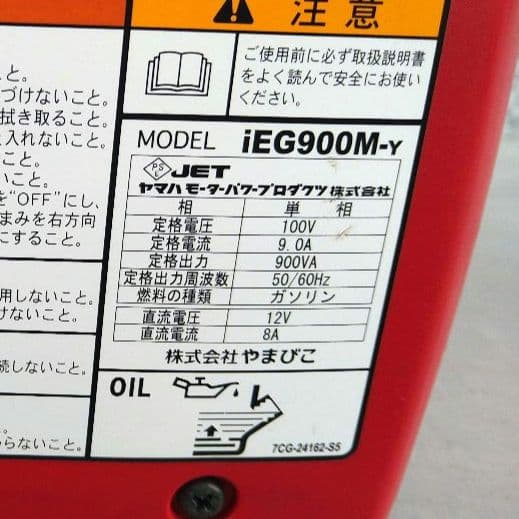 注意
ご使用前に必ず取扱説明書
をよく読んで安全にお使い
ください。
こと。
づけないこと。
拭き取ること。
入れないこと。
こと。
いこと。
を"OFF"にし、
まみを右方向
にすること。
用しないこと。
けないこと。
続しないこと。
らないこと。
MODEL iEG900M-Y
PS
E
JET
ヤマハモーターパワープロダクツ株式会社
相 単相
定格電圧 100V
定格電流 9.0A
定格出力 900VA
定格出力周波数 50/60Hz
燃料の種類 ガソリン
直流電圧 12V
直流電流 8A
株式会社やまびこ
OIL
7CG-24162-S5